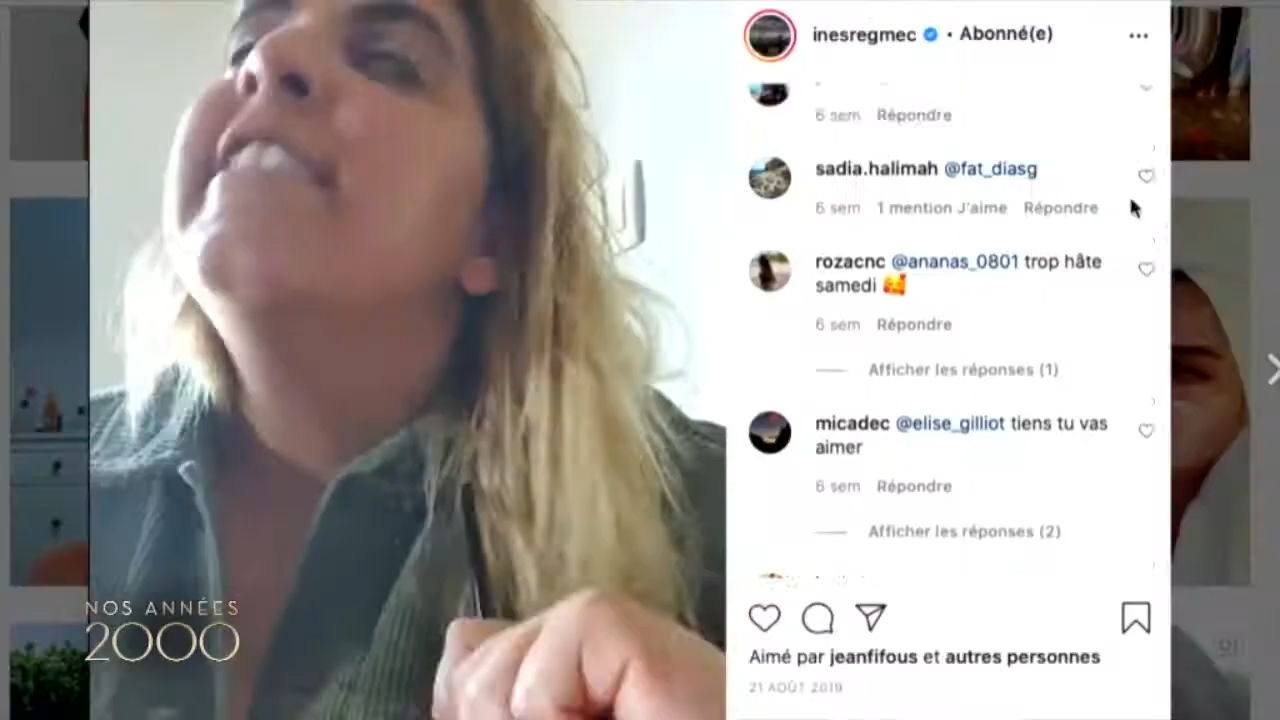 inesregmec • Abonné(e)
6 sem Répondre
sadia.halimah @fat_diasg
6 sem 1 mention J'aime Répondre
rozacnc @ananas_0801 trop hâte
samedi 🥰
6 sem Répondre
Afficher les réponses (1)
micadec @elise_gilliot tiens tu vas
aimer
6 sem Répondre
Afficher les réponses (2)
Aimé par jeanfifous et autres personnes
21 AOÛT 2019
NOS ANNÉES
2000